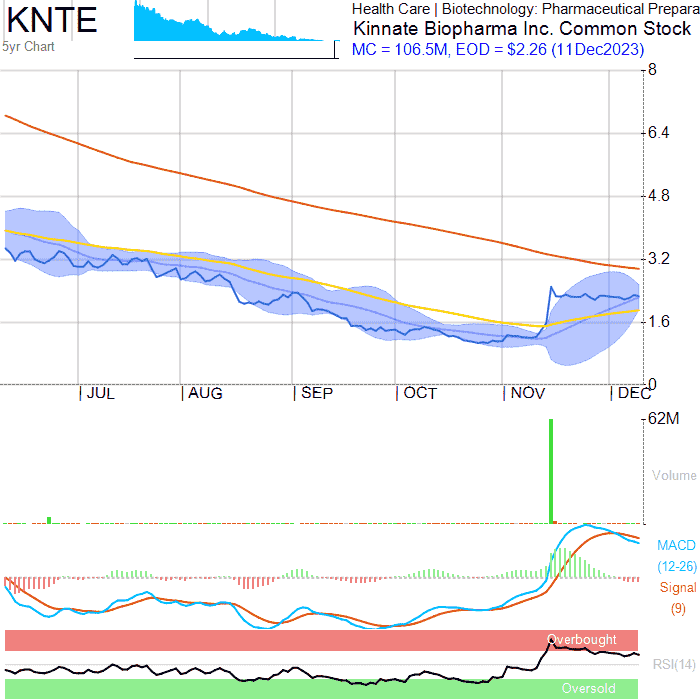 KNTE
5yr Chart
Health Care | Biotechnology: Pharmaceutical Prepara
Kinnate Biopharma Inc. Common Stock
MC = 106.5M, EOD = $2.26 (11Dec2023)
8
6.4
4.8
3.2
1.6
0
| JUL | AUG | SEP | OCT | NOV | DEC
62M
Volume
MACD
(12-26)
Signal
(9)
Overbought
RSI(14)
Oversold